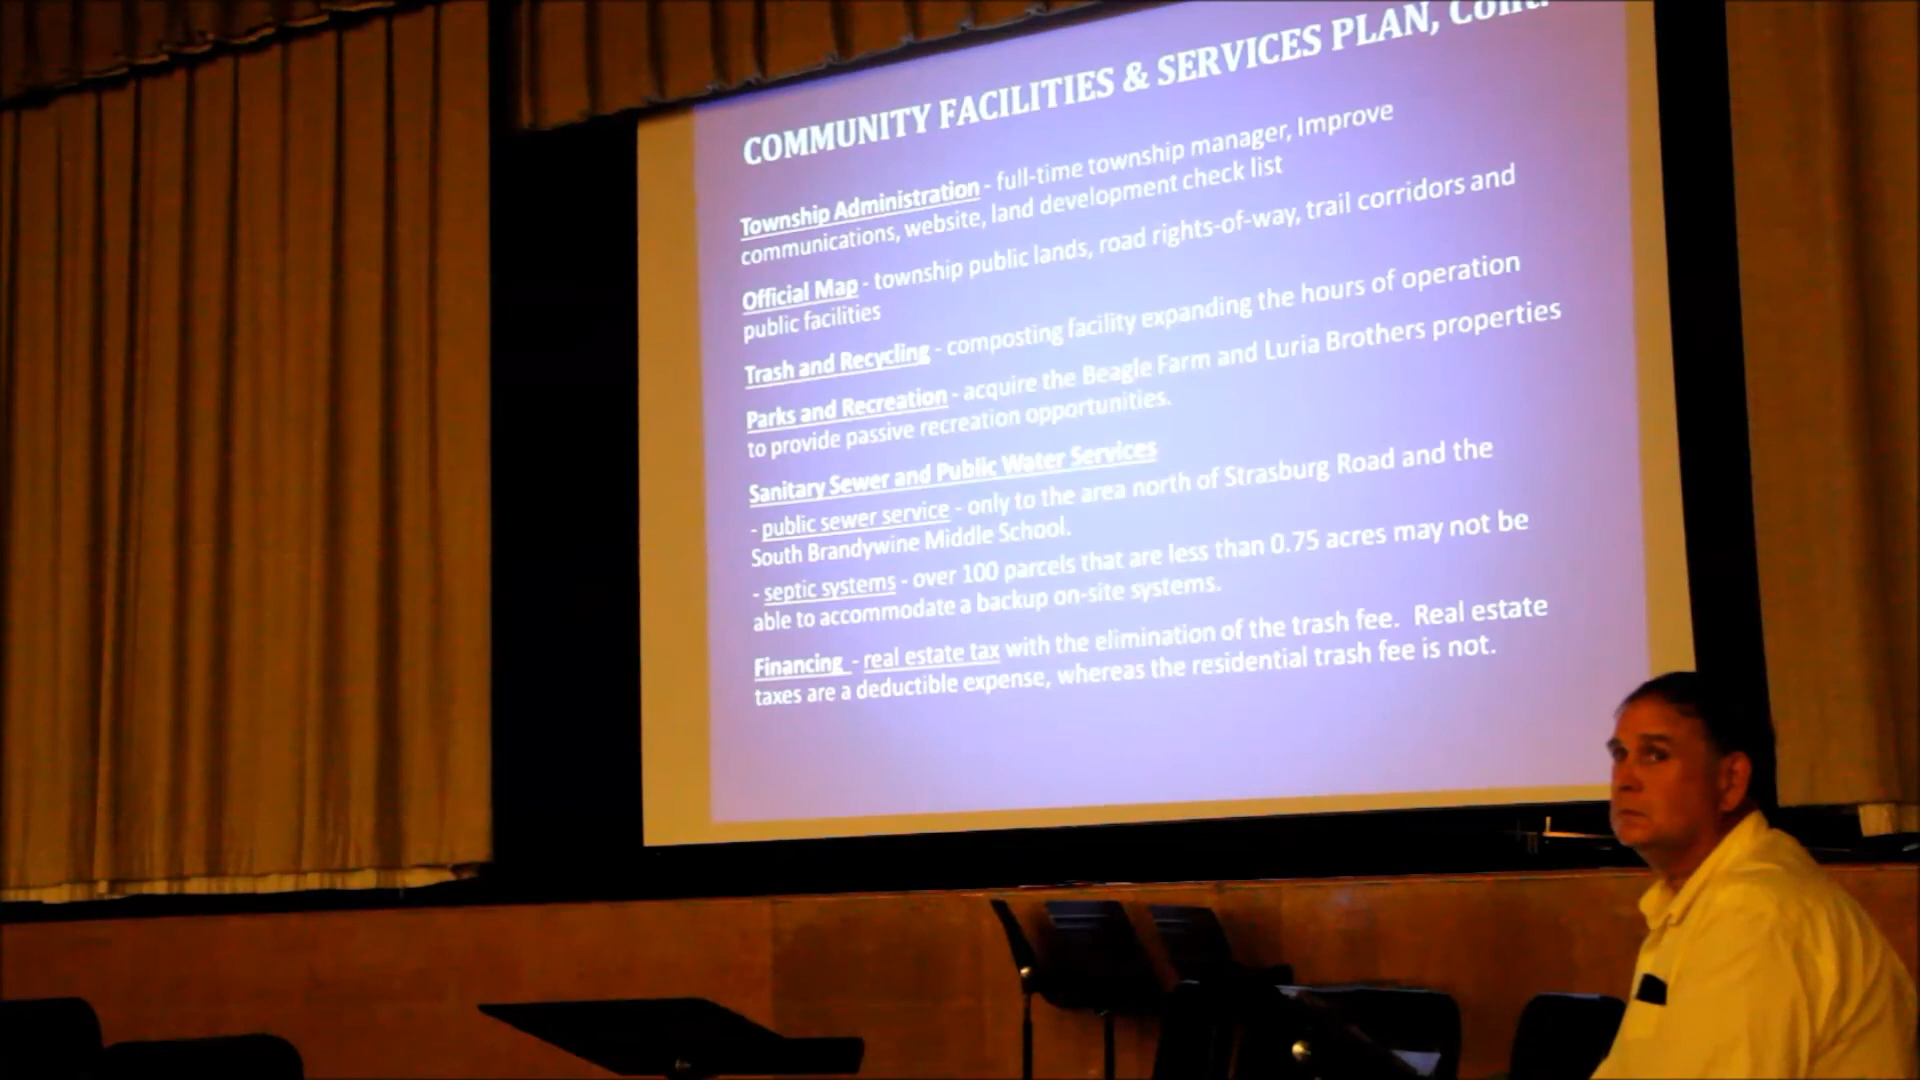 COMMUNITY FACILITIES & SERVICES PLAN, Cont.
Township Administration - full-time township manager, Improve
communications, website, land development check list
Official Map - township public lands, road rights-of-way, trail corridors and
public facilities
Trash and Recycling - composting facility expanding the hours of operation
Parks and Recreation - acquire the Beagle Farm and Luria Brothers properties
to provide passive recreation opportunities.
Sanitary Sewer and Public Water Services
- public sewer service - only to the area north of Strasburg Road and the
South Brandywine Middle School.
- septic systems - over 100 parcels that are less than 0.75 acres may not be
able to accommodate a backup on-site systems.
Financing - real estate tax with the elimination of the trash fee. Real estate
taxes are a deductible expense, whereas the residential trash fee is not.